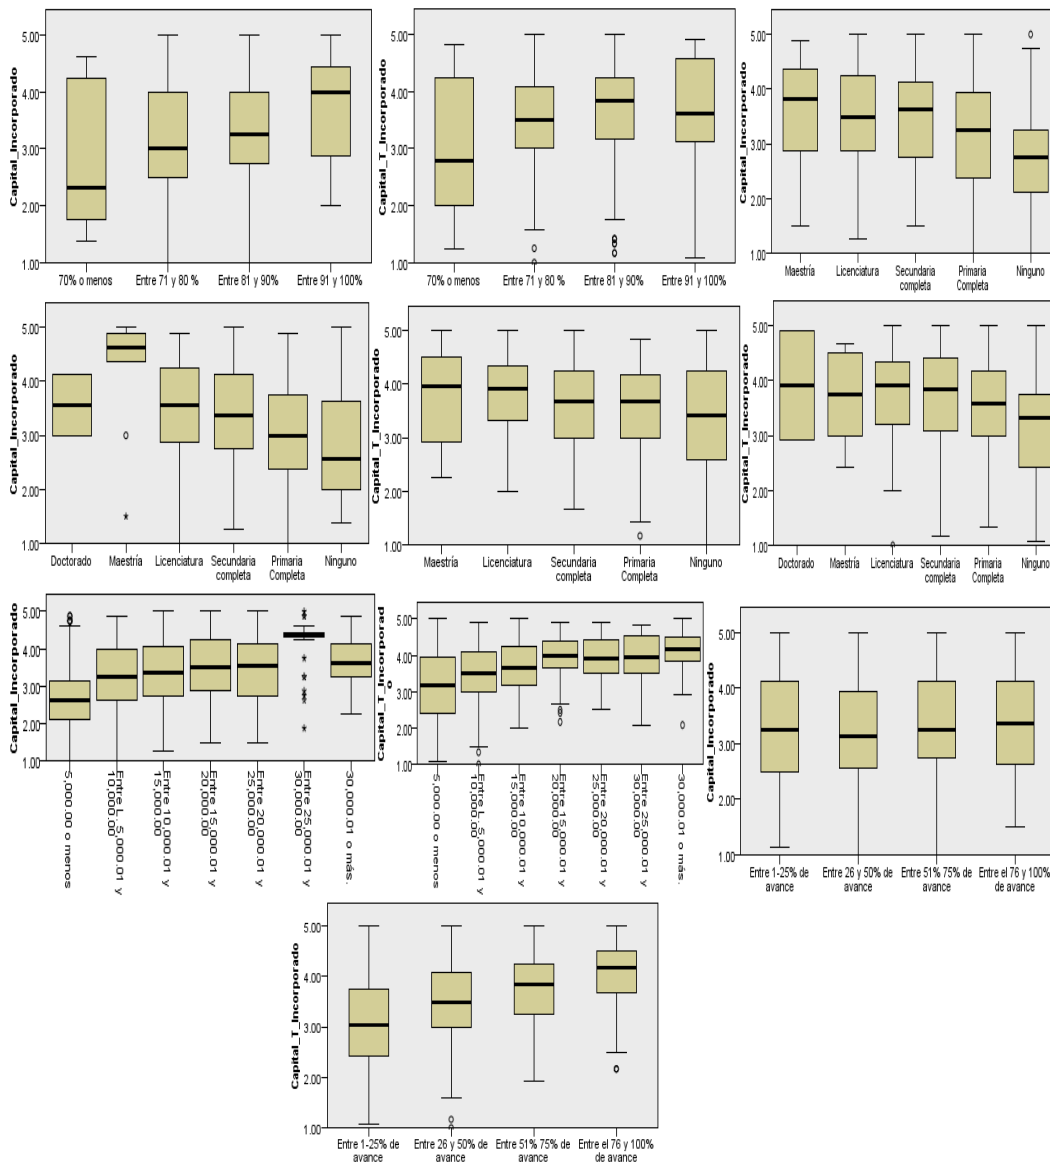 Capital_Incorporado
5.00
4.00
3.00
2.00
1.00
70% o menos
Entre 71 y 80 %
Entre 81 y 90%
Entre 91 y 100%
Capital_T_Incorporado
5.00
4.00
3.00
2.00
1.00
70% o menos
Entre 71 y 80 %
Entre 81 y 90%
Entre 91 y 100%
Capital_Incorporado
5.00
4.00
3.00
2.00
1.00
Maestría
Licenciatura
Secundaria
completa
Primaria
Completa
Ninguno
Capital_Incorporado
5.00
4.00
3.00
2.00
1.00
Doctorado
Maestría
Licenciatura
Secundaria
completa
Primaria
Completa
Ninguno
Capital_T_Incorporado
5.00
4.00
3.00
2.00
1.00
Maestría
Licenciatura
Secundaria
completa
Primaria
Completa
Ninguno
Capital_T_Incorporado
5.00
4.00
3.00
2.00
1.00
Doctorado
Maestría
Licenciatura
Secundaria
completa
Primaria
Completa
Ninguno
Capital_Incorporado
5.00
4.00
3.00
2.00
1.00
5,000.00 o menos
Entre L. 5,000.01 y
10,000.00
Entre 10,000.01 y
15,000.00
Entre 15,000.01 y
20,000.00
Entre 20,000.01 y
25,000.00
Entre 25,000.01 y
30,000.00
30,000.01 o más.
Capital_T_Incorporad
o
5.00
4.00
3.00
2.00
1.00
5,000.00 o menos
Entre L. 5,000.01 y
10,000.00
Entre 10,000.01 y
15,000.00
Entre 15,000.01 y
20,000.00
Entre 20,000.01 y
25,000.00
Entre 25,000.01 y
30,000.00
30,000.01 o más.
Capital_Incorporado
5.00
4.00
3.00
2.00
1.00
Entre 1-25% de
avance
Entre 26 y 50% de
avance
Entre 51% 75% de
avance
Entre el 76 y 100%
de avance
Capital_T_Incorporado
5.00
4.00
3.00
2.00
1.00
Entre 1-25% de
avance
Entre 26 y 50% de
avance
Entre 51% 75% de
avance
Entre el 76 y 100%
de avance